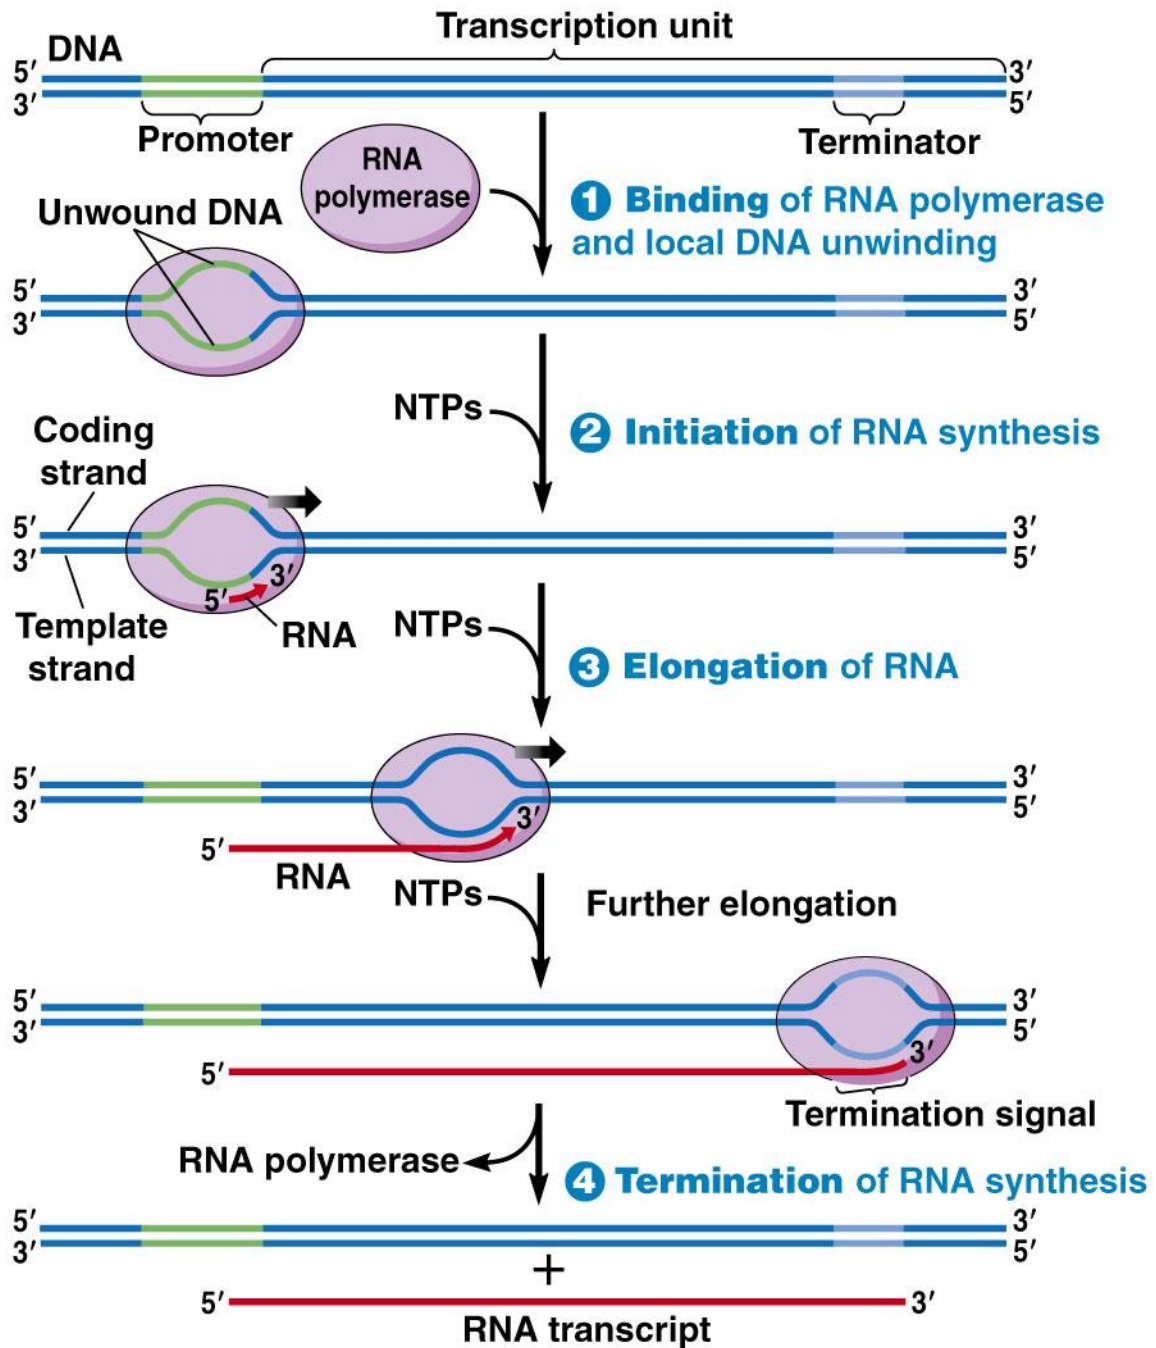 Transcription unit
DNA
5′ 3′
3′ 5′
Promoter
Terminator
RNA
polymerase
1 Binding of RNA polymerase
and local DNA unwinding
Unwound DNA
5′ 3′
3′ 5′
NTPs
2 Initiation of RNA synthesis
Coding
strand
5′ 3′
3′ 5′
5′ 3′
RNA
Template
strand
NTPs
3 Elongation of RNA
5′ 3′
3′ 5′
3′
5′
RNA
NTPs
Further elongation
5′ 3′
3′ 5′
3′
5′
Termination signal
RNA polymerase
4 Termination of RNA synthesis
5′ 3′
3′ 5′
+
5′ 3′
RNA transcript